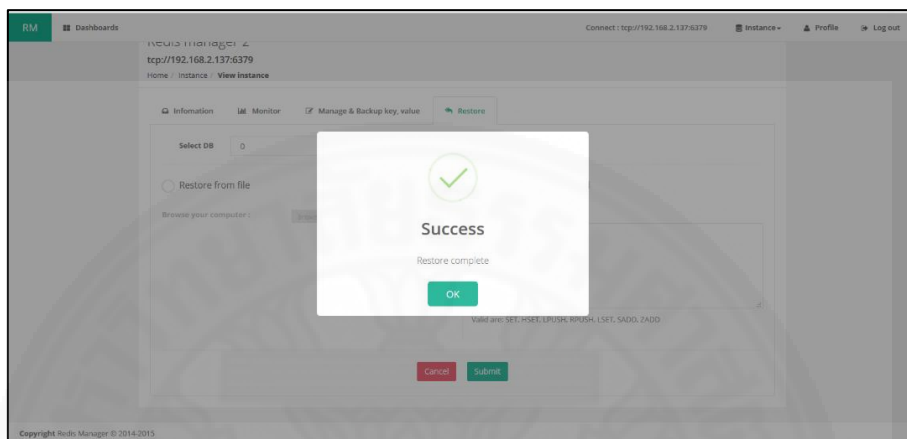 RM Dashboards Connect : tcp://192.168.2.137:6379 Instance Profile Log out
Redis manager 2
tcp://192.168.2.137:6379
Home / Instance / View instance
Infomation Monitor Manage & Backup key, value Restore
Select DB 0
Restore from file
Browse your computer :
Success
Restore complete
OK
Valid are: SET, HSET, LPUSH, RPUSH, LSET, SADD, ZADD
Cancel Submit
Copyright Redis Manager © 2014-2015